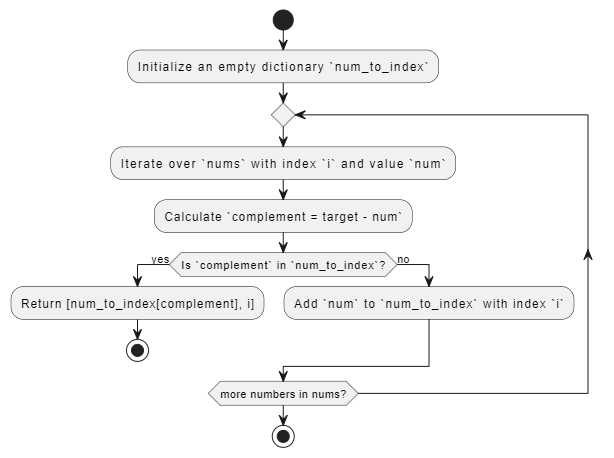 Initialize an empty dictionary `num_to_index`
Iterate over `nums` with index `i` and value `num`
Calculate `complement = target - num`
yes
Is `complement` in `num_to_index`?
no
Return [num_to_index[complement], i]
Add `num` to `num_to_index` with index `i`
more numbers in nums?